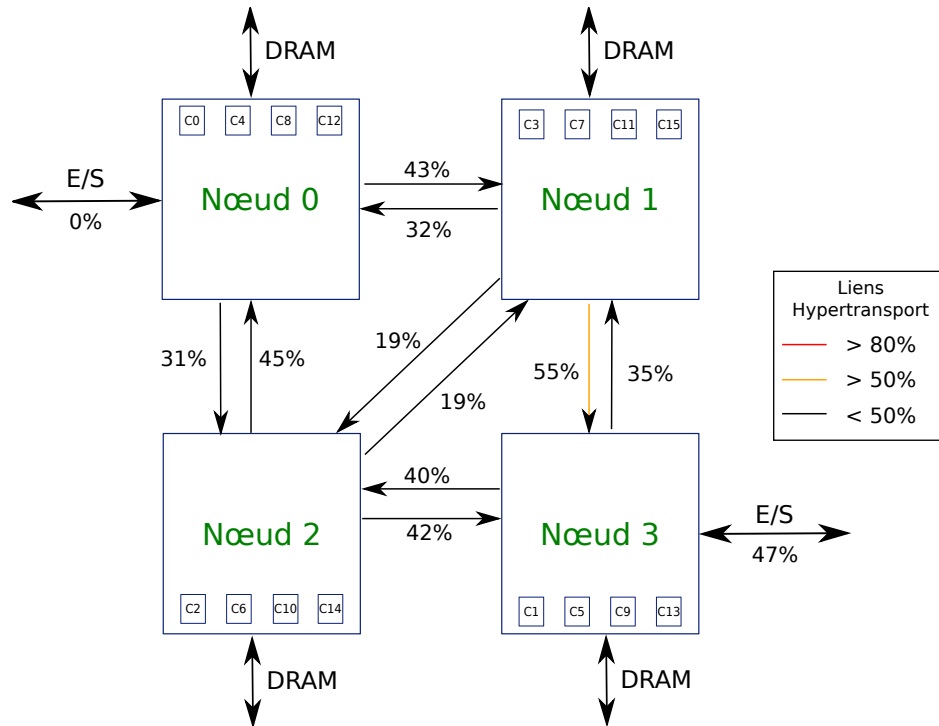 DRAM
DRAM
C0 C4 C8 C12
C3 C7 C11 C15
E/S
0%
Nœud 0
43%
32%
Nœud 1
31%
45%
19%
19%
55%
35%
Liens
Hypertransport
> 80%
> 50%
< 50%
Nœud 2
40%
42%
Nœud 3
E/S
47%
C2 C6 C10 C14
C1 C5 C9 C13
DRAM
DRAM